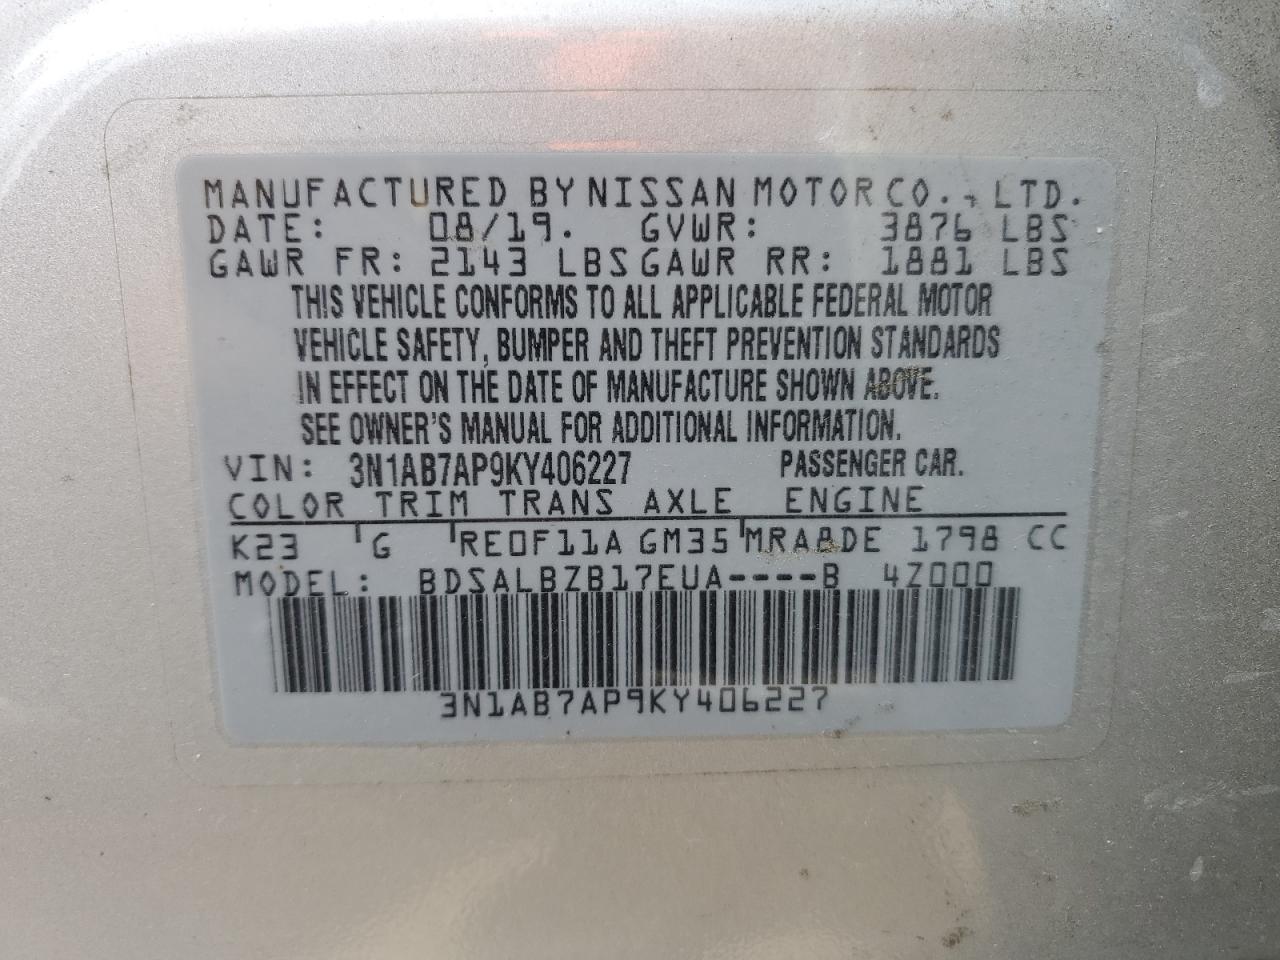 MANUFACTURED BY NISSAN MOTOR CO., LTD.
DATE: 08/19. GVWR: 3876 LBS
GAWR FR: 2143 LBS GAWR RR: 1881 LBS
THIS VEHICLE CONFORMS TO ALL APPLICABLE FEDERAL MOTOR
VEHICLE SAFETY, BUMPER AND THEFT PREVENTION STANDARDS
IN EFFECT ON THE DATE OF MANUFACTURE SHOWN ABOVE.
SEE OWNER'S MANUAL FOR ADDITIONAL INFORMATION.
VIN: 3N1AB7AP9KY406227 PASSENGER CAR.
COLOR TRIM TRANS AXLE ENGINE
K23 G RE0F11A GM35 MRA8DE 1798 CC
MODEL: BDSALBZB17EUA----B 4Z000
3N1AB7AP9KY406227